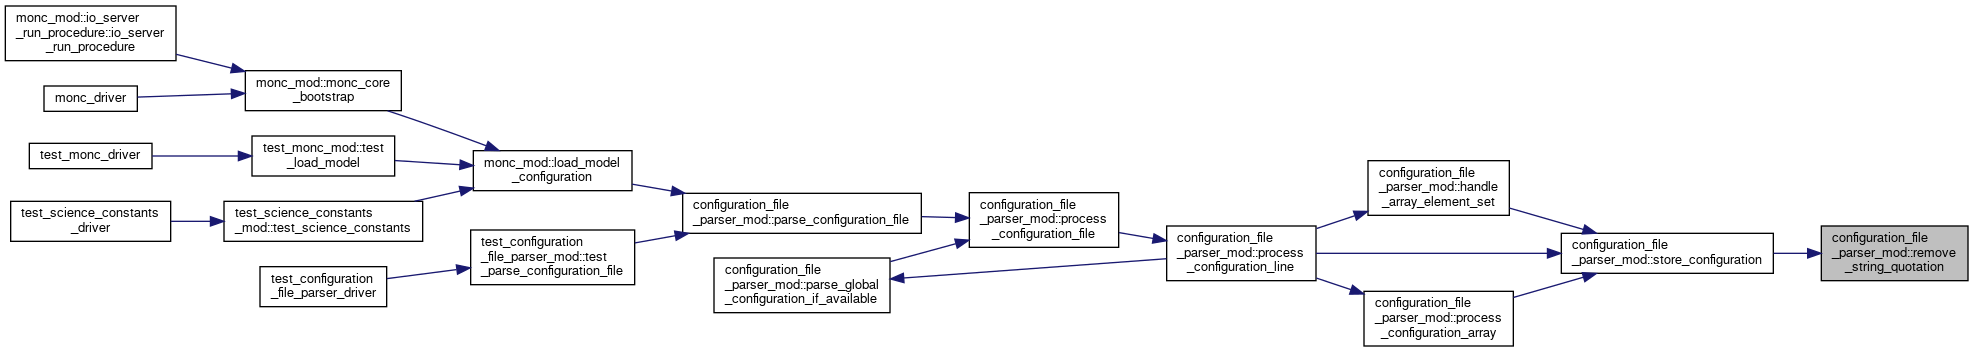 monc_mod::io_server
_run_procedure::io_server
_run_procedure
monc_driver
monc_mod::monc_core
_bootstrap
test_monc_driver
test_monc_mod::test
_load_model
test_science_constants
_driver
test_science_constants
_mod::test_science_constants
monc_mod::load_model
_configuration
test_configuration
_file_parser_driver
test_configuration
_file_parser_mod::test
_parse_configuration_file
configuration_file
_parser_mod::parse_configuration_file
configuration_file
_parser_mod::parse_global
_configuration_if_available
configuration_file
_parser_mod::process
_configuration_file
configuration_file
_parser_mod::process
_configuration_line
configuration_file
_parser_mod::handle
_array_element_set
configuration_file
_parser_mod::process
_configuration_array
configuration_file
_parser_mod::store_configuration
configuration_file
_parser_mod::remove
_string_quotation